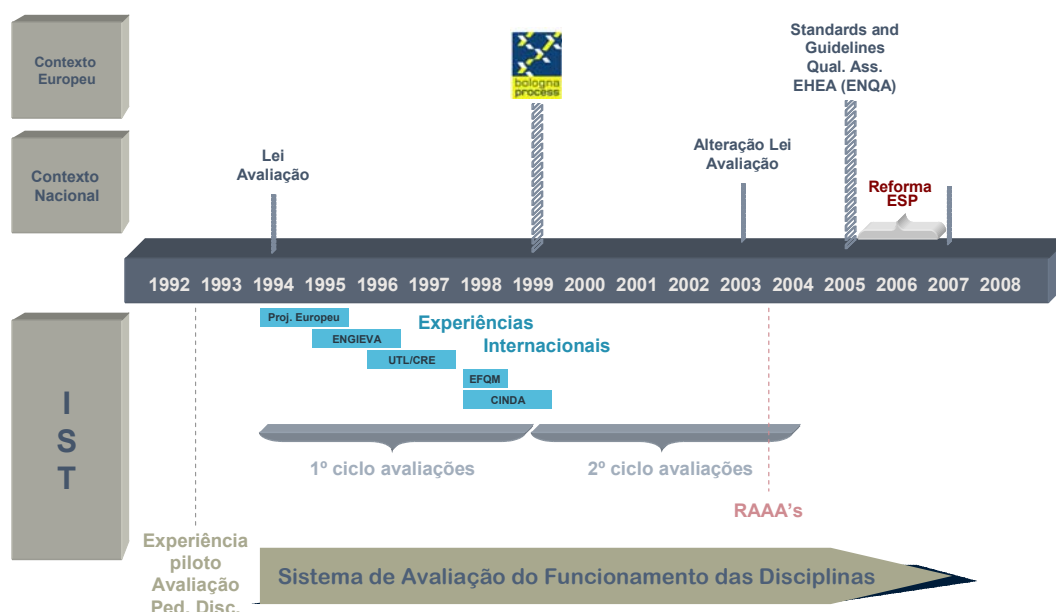 Contexto
Europeu
bologna
process
Standards and
Guidelines
Qual. Ass.
EHEA (ENQA)
Contexto
Nacional
Lei
Avaliação
Alteração Lei
Avaliação
Reforma
ESP
1992 1993 1994 1995 1996 1997 1998 1999 2000 2001 2002 2003 2004 2005 2006 2007 2008
I
S
T
Proj. Europeu
ENGIEVA
UTL/CRE
EFQM
CINDA
Experiências
Internacionais
1º ciclo avaliações
2º ciclo avaliações
RAAA's
Experiência
piloto
Avaliação
Ped. Disc.
Sistema de Avaliação do Funcionamento das Disciplinas